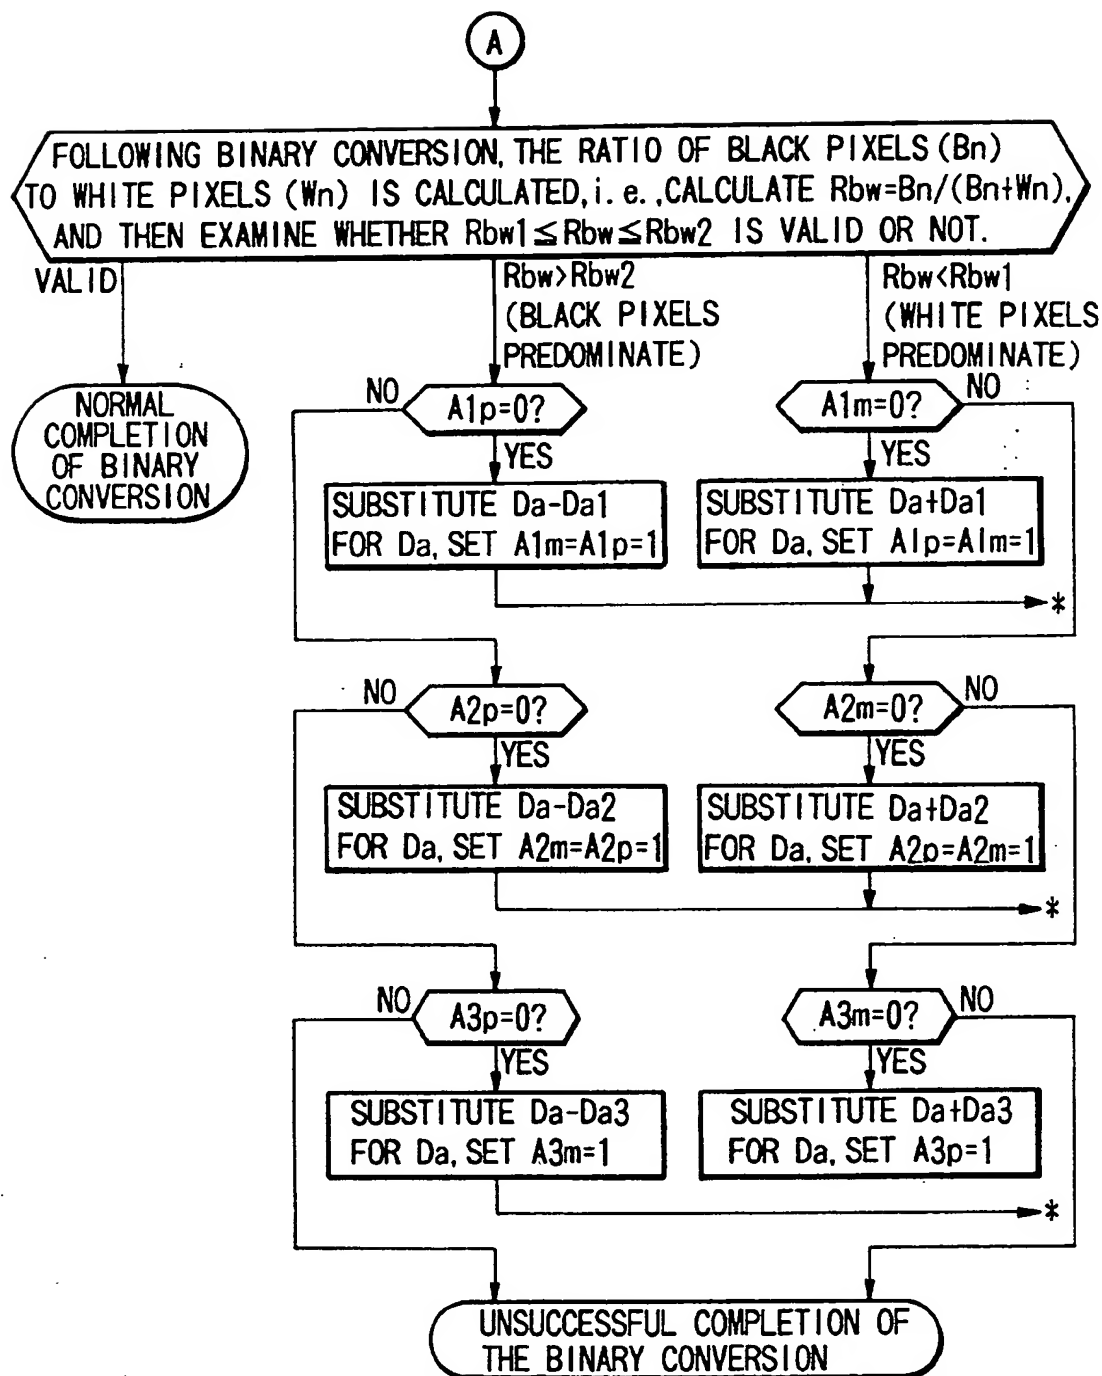 A
FOLLOWING BINARY CONVERSION, THE RATIO OF BLACK PIXELS (Bn)
TO WHITE PIXELS (Wn) IS CALCULATED, i.e., CALCULATE Rbw=Bn/(Bn+Wn),
AND THEN EXAMINE WHETHER Rbw1≦Rbw≦Rbw2 IS VALID OR NOT.
VALID
Rbw>Rbw2
(BLACK PIXELS
PREDOMINATE)
Rbw<Rbw1
(WHITE PIXELS
PREDOMINATE)
NORMAL
COMPLETION
OF BINARY
CONVERSION
NO
A1p=0?
YES
A1m=0?
NO
YES
SUBSTITUTE Da-Da1
FOR Da, SET A1m=A1p=1
SUBSTITUTE Da+Da1
FOR Da, SET A1p=A1m=1
*
NO
A2p=0?
YES
A2m=0?
NO
YES
SUBSTITUTE Da-Da2
FOR Da, SET A2m=A2p=1
SUBSTITUTE Da+Da2
FOR Da, SET A2p=A2m=1
*
NO
A3p=0?
YES
A3m=0?
NO
YES
SUBSTITUTE Da-Da3
FOR Da, SET A3m=1
SUBSTITUTE Da+Da3
FOR Da, SET A3p=1
*
UNSUCCESSFUL COMPLETION OF
THE BINARY CONVERSION